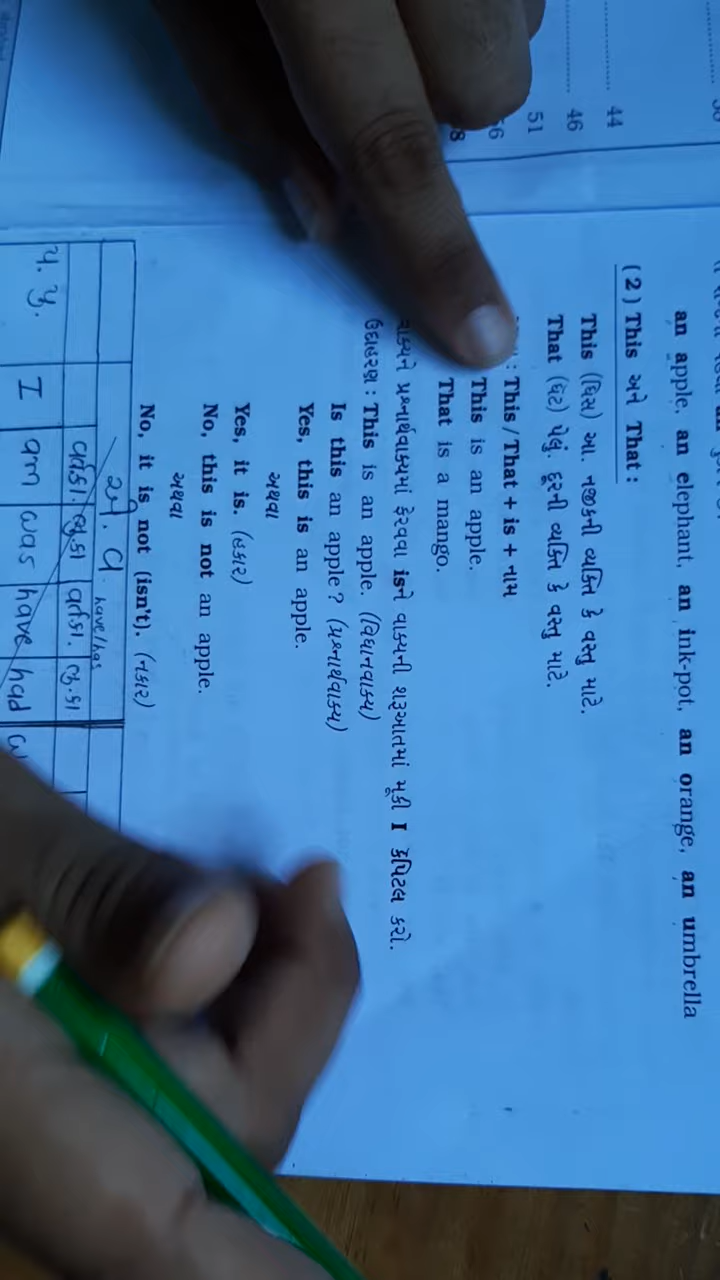 44
46
51
an apple, an elephant, an ink-pot, an orange, an umbrella
(2) This અને That :
This (ધિસ) આ. નજીકની વ્યક્તિ કે વસ્તુ માટે.
That (ધૅટ) પેલું. દૂરની વ્યક્તિ કે વસ્તુ માટે.
: This / That + is + નામ
This is an apple.
That is a mango.
વાક્યને પ્રશ્નાર્થવાક્યમાં ફેરવવા isને વાક્યની શરૂઆતમાં મૂકી I કેપિટલ કરો.
ઉદાહરણ : This is an apple. (વિધાનવાક્ય)
Is this an apple ? (પ્રશ્નાર્થવાક્ય)
Yes, this is an apple.
અથવા
Yes, it is. (હકાર)
No, this is not an apple.
અથવા
No, it is not (isn't). (નકાર)
એ. વ. have/has
વર્તકા. ભૂ.કા વર્તકા. ભૂ.કા
પ. પુ. I am was have had